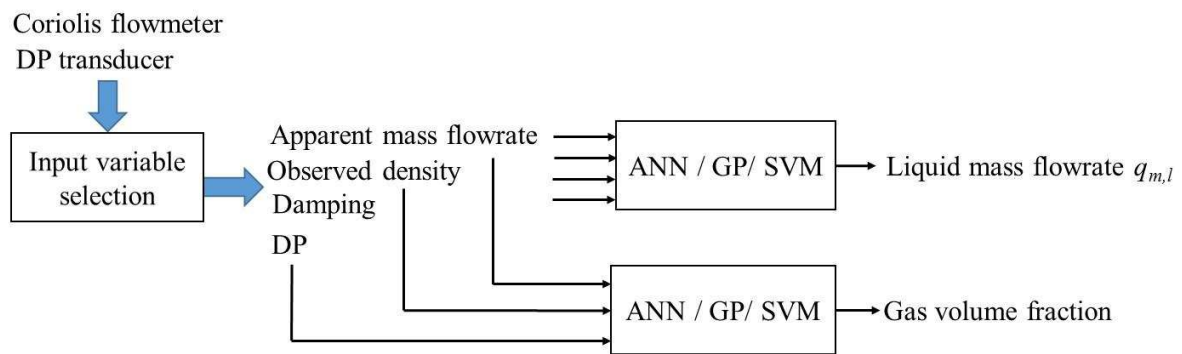 Coriolis flowmeter
DP transducer
Input variable
selection
Apparent mass flowrate
Observed density
Damping
DP
ANN / GP/ SVM
Liquid mass flowrate qm,l
ANN / GP/ SVM
Gas volume fraction